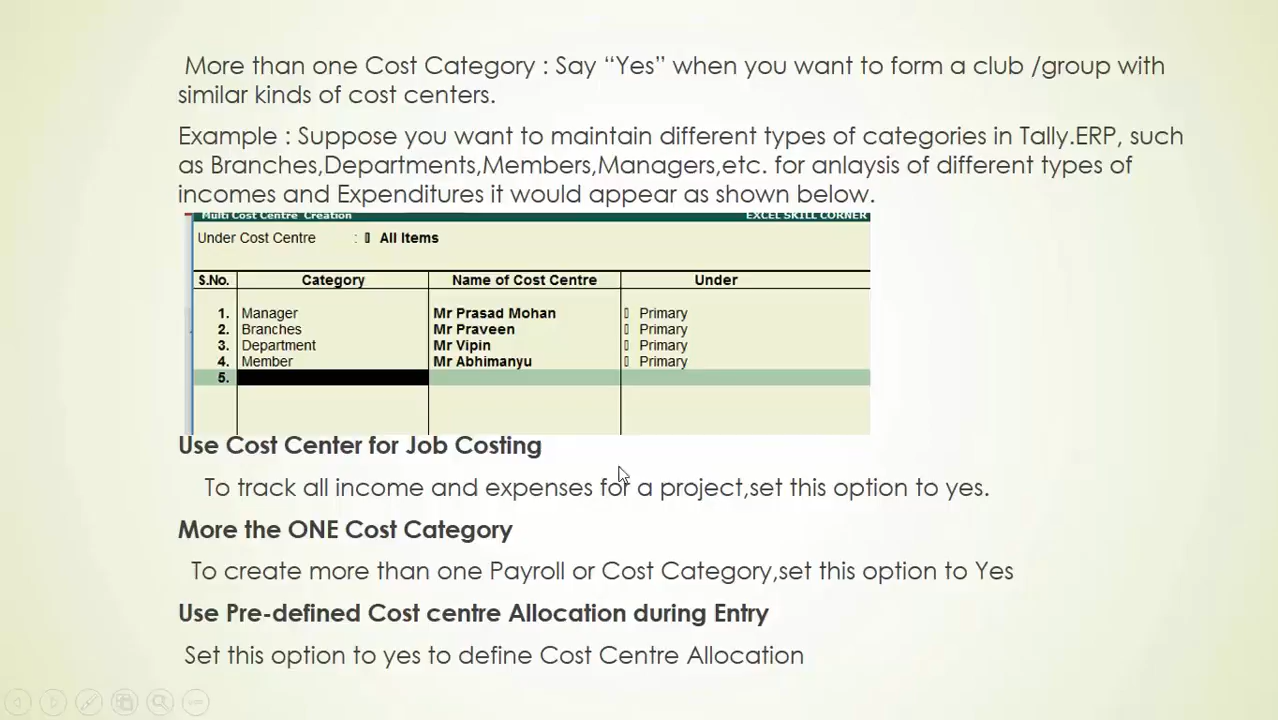 More than one Cost Category : Say “Yes” when you want to form a club /group with
similar kinds of cost centers.
Example : Suppose you want to maintain different types of categories in Tally.ERP, such
as Branches,Departments,Members,Managers,etc. for anlaysis of different types of
incomes and Expenditures it would appear as shown below.
Multi Cost Centre Creation EXCEL SKILL CORNER
Under Cost Centre : All Items
S.No. Category Name of Cost Centre Under
1. Manager Mr Prasad Mohan Primary
2. Branches Mr Praveen Primary
3. Department Mr Vipin Primary
4. Member Mr Abhimanyu Primary
5.
Use Cost Center for Job Costing
To track all income and expenses for a project,set this option to yes.
More the ONE Cost Category
To create more than one Payroll or Cost Category,set this option to Yes
Use Pre-defined Cost centre Allocation during Entry
Set this option to yes to define Cost Centre Allocation